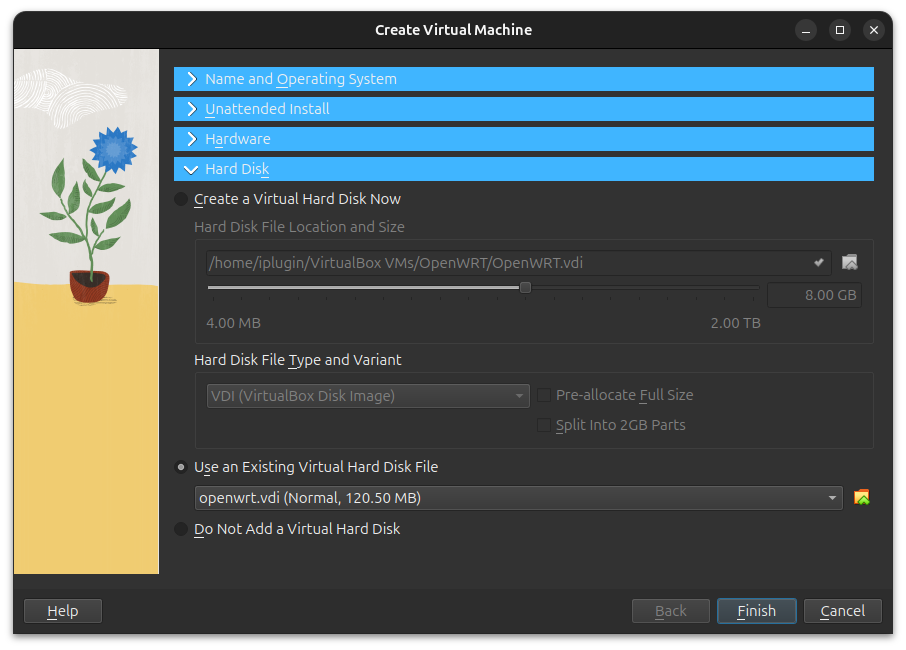 Create Virtual Machine
Name and Operating System
Unattended Install
Hardware
Hard Disk
Create a Virtual Hard Disk Now
Hard Disk File Location and Size
/home/iplugin/VirtualBox VMs/OpenWRT/OpenWRT.vdi
8.00 GB
4.00 MB 2.00 TB
Hard Disk File Type and Variant
VDI (VirtualBox Disk Image) Pre-allocate Full Size
Split Into 2GB Parts
Use an Existing Virtual Hard Disk File
openwrt.vdi (Normal, 120.50 MB)
Do Not Add a Virtual Hard Disk
Help Back Finish Cancel